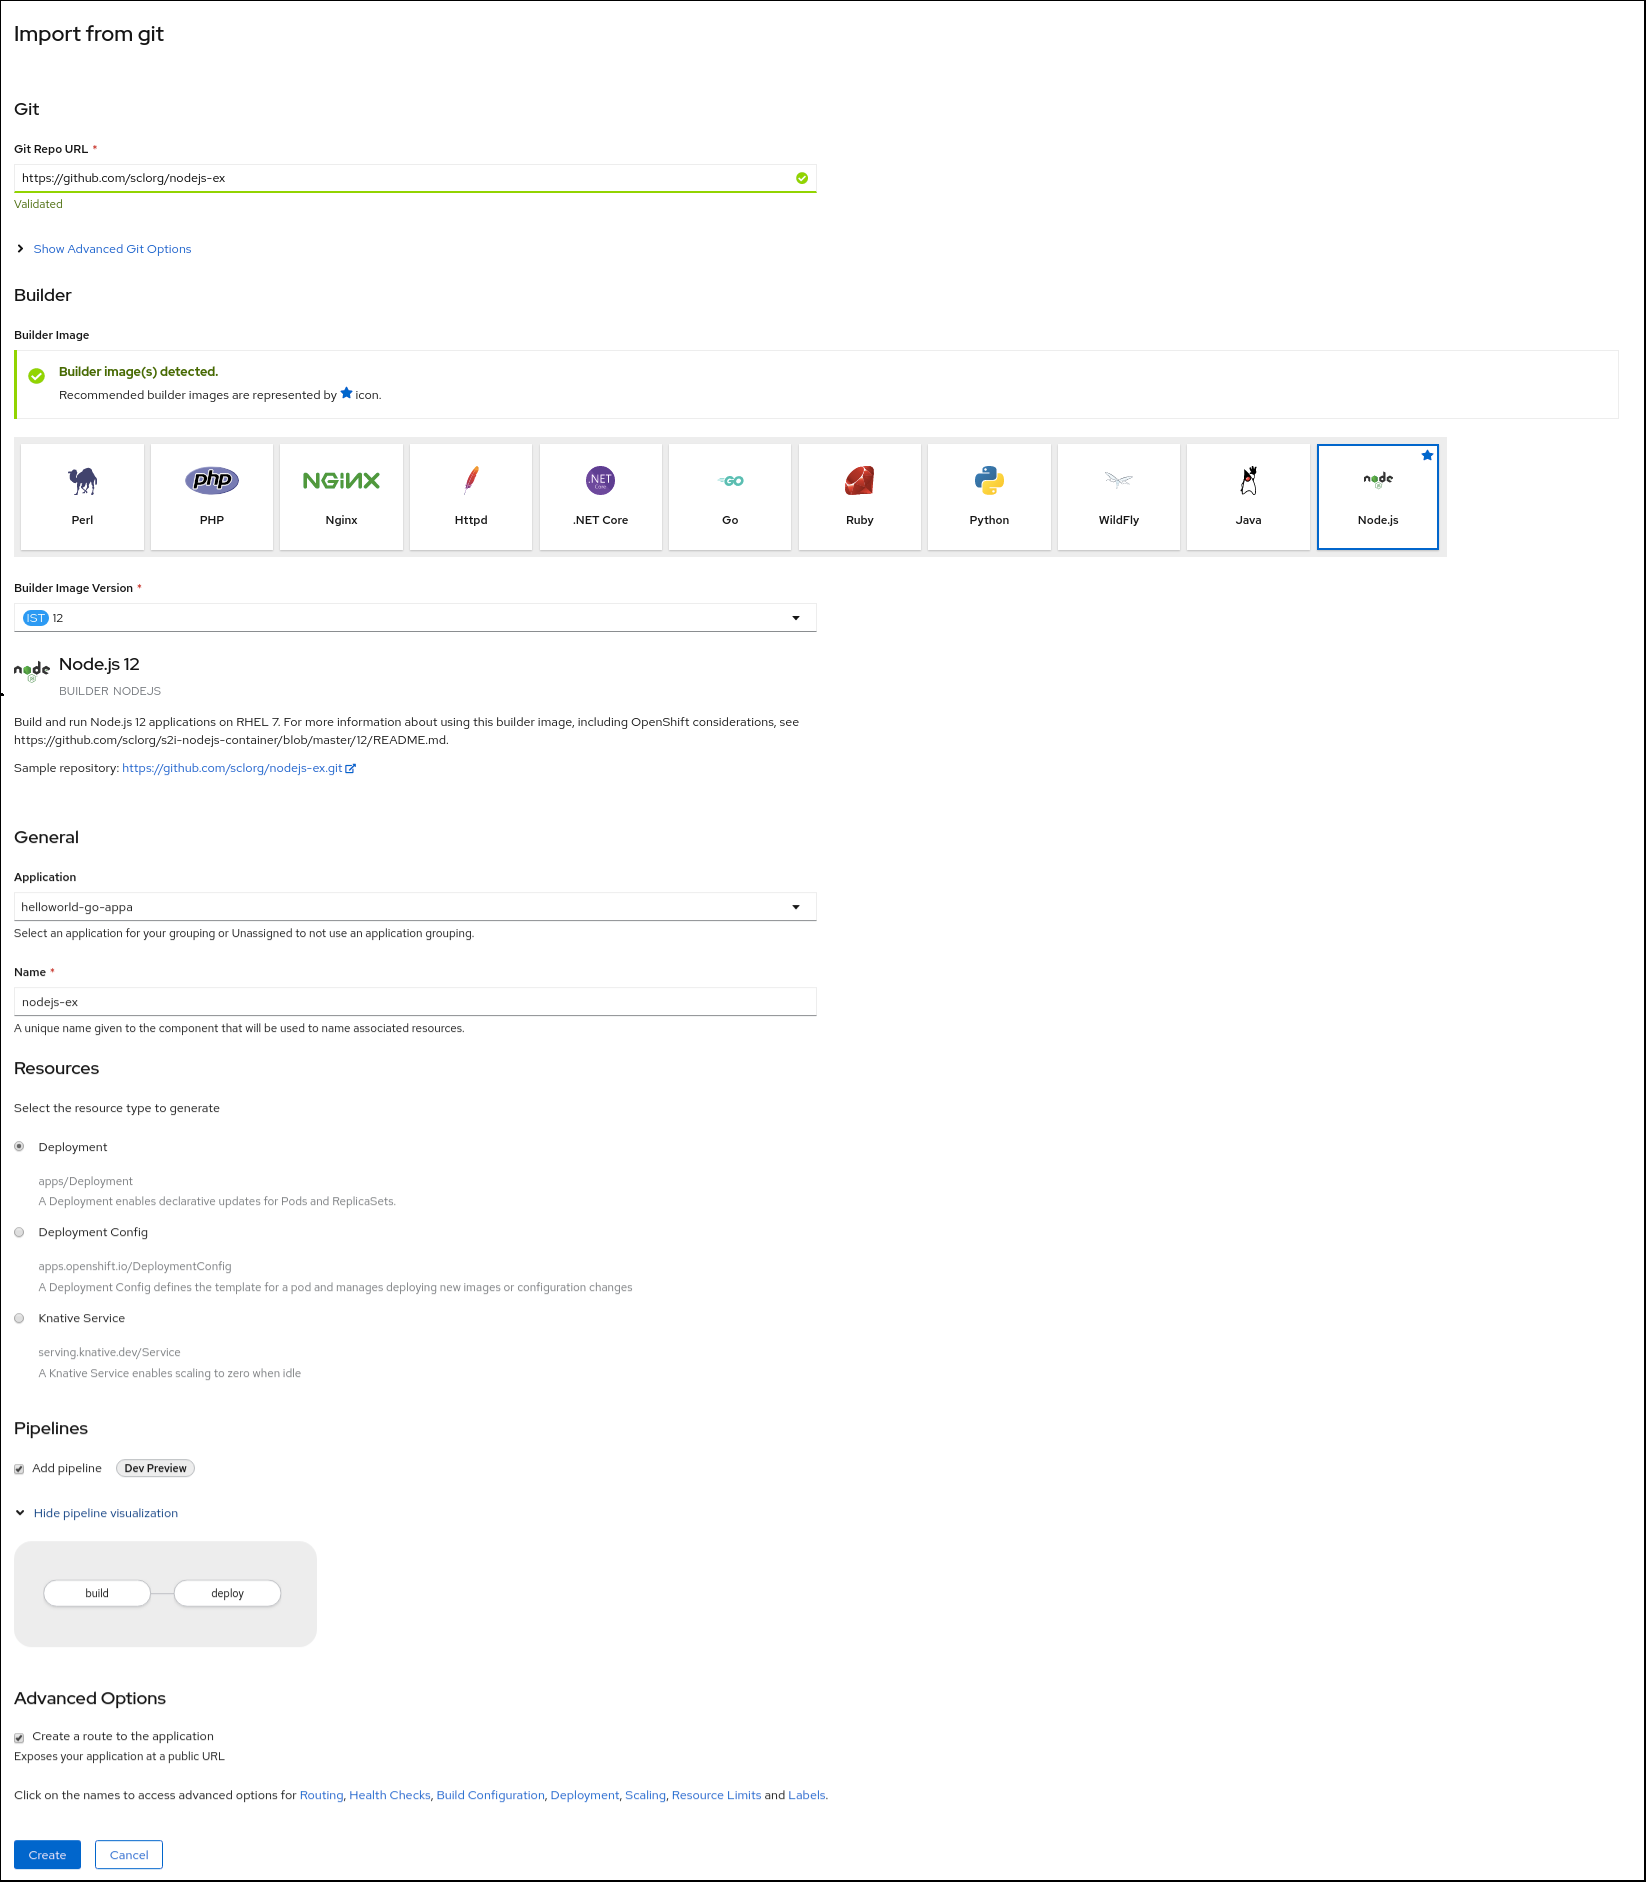 Import from git
Git
Git Repo URL *
https://github.com/sclorg/nodejs-ex
Validated
Show Advanced Git Options
Builder
Builder Image
Builder image(s) detected.
Recommended builder images are represented by icon.
php NGINX .NET Core GO node
Perl PHP Nginx Httpd .NET Core Go Ruby Python WildFly Java Node.js
Builder Image Version *
IST 12
node Node.js 12
BUILDER NODEJS
Build and run Node.js 12 applications on RHEL 7. For more information about using this builder image, including OpenShift considerations, see
https://github.com/sclorg/s2i-nodejs-container/blob/master/12/README.md.
Sample repository: https://github.com/sclorg/nodejs-ex.git
General
Application
helloworld-go-appa
Select an application for your grouping or Unassigned to not use an application grouping.
Name *
nodejs-ex
A unique name given to the component that will be used to name associated resources.
Resources
Select the resource type to generate
Deployment
apps/Deployment
A Deployment enables declarative updates for Pods and ReplicaSets.
Deployment Config
apps.openshift.io/DeploymentConfig
A Deployment Config defines the template for a pod and manages deploying new images or configuration changes
Knative Service
serving.knative.dev/Service
A Knative Service enables scaling to zero when idle
Pipelines
Add pipeline Dev Preview
Hide pipeline visualization
build deploy
Advanced Options
Create a route to the application
Exposes your application at a public URL
Click on the names to access advanced options for Routing, Health Checks, Build Configuration, Deployment, Scaling, Resource Limits and Labels.
Create Cancel